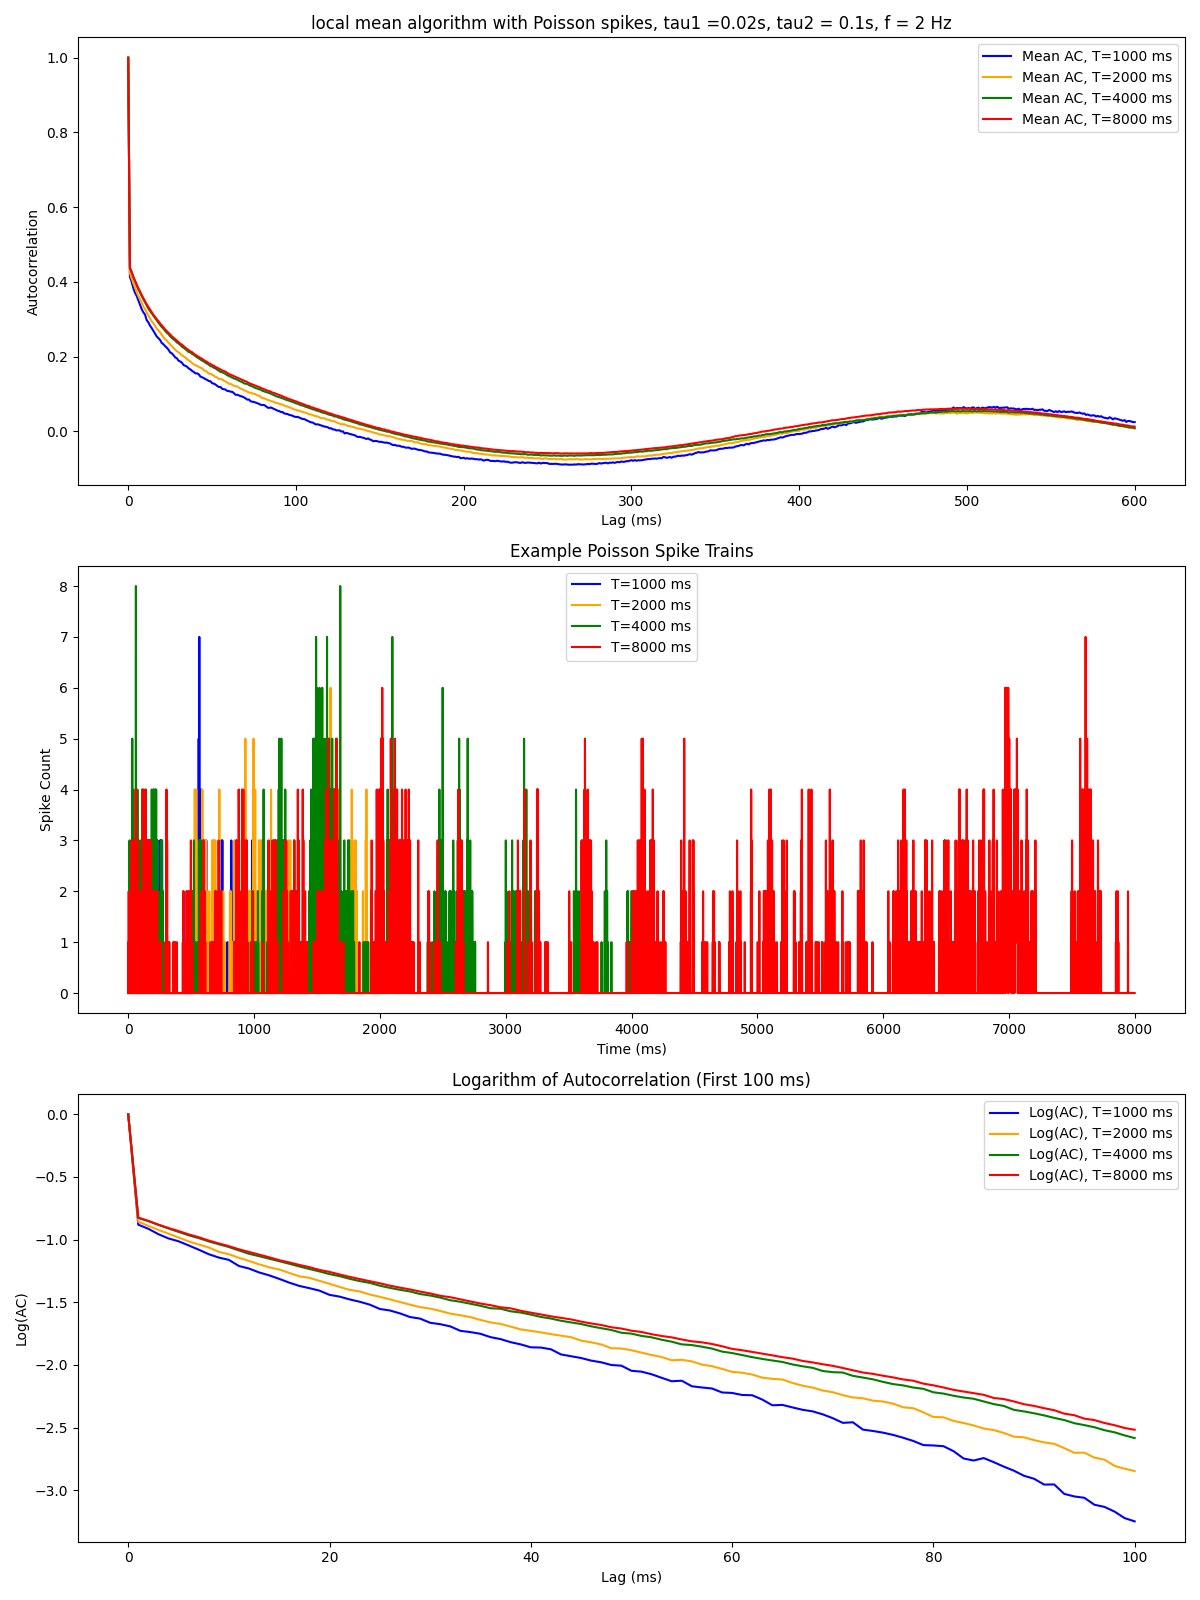 local mean algorithm with Poisson spikes, tau1 =0.02s, tau2 = 0.1s, f = 2 Hz
Mean AC, T=1000 ms
Mean AC, T=2000 ms
Mean AC, T=4000 ms
Mean AC, T=8000 ms
1.0
0.8
0.6
0.4
0.2
0.0
Autocorrelation
0 100 200 300 400 500 600
Lag (ms)
Example Poisson Spike Trains
T=1000 ms
T=2000 ms
T=4000 ms
T=8000 ms
8
7
6
5
4
3
2
1
0
Spike Count
0 1000 2000 3000 4000 5000 6000 7000 8000
Time (ms)
Logarithm of Autocorrelation (First 100 ms)
Log(AC), T=1000 ms
Log(AC), T=2000 ms
Log(AC), T=4000 ms
Log(AC), T=8000 ms
0.0
−0.5
−1.0
−1.5
−2.0
−2.5
−3.0
Log(AC)
0 20 40 60 80 100
Lag (ms)